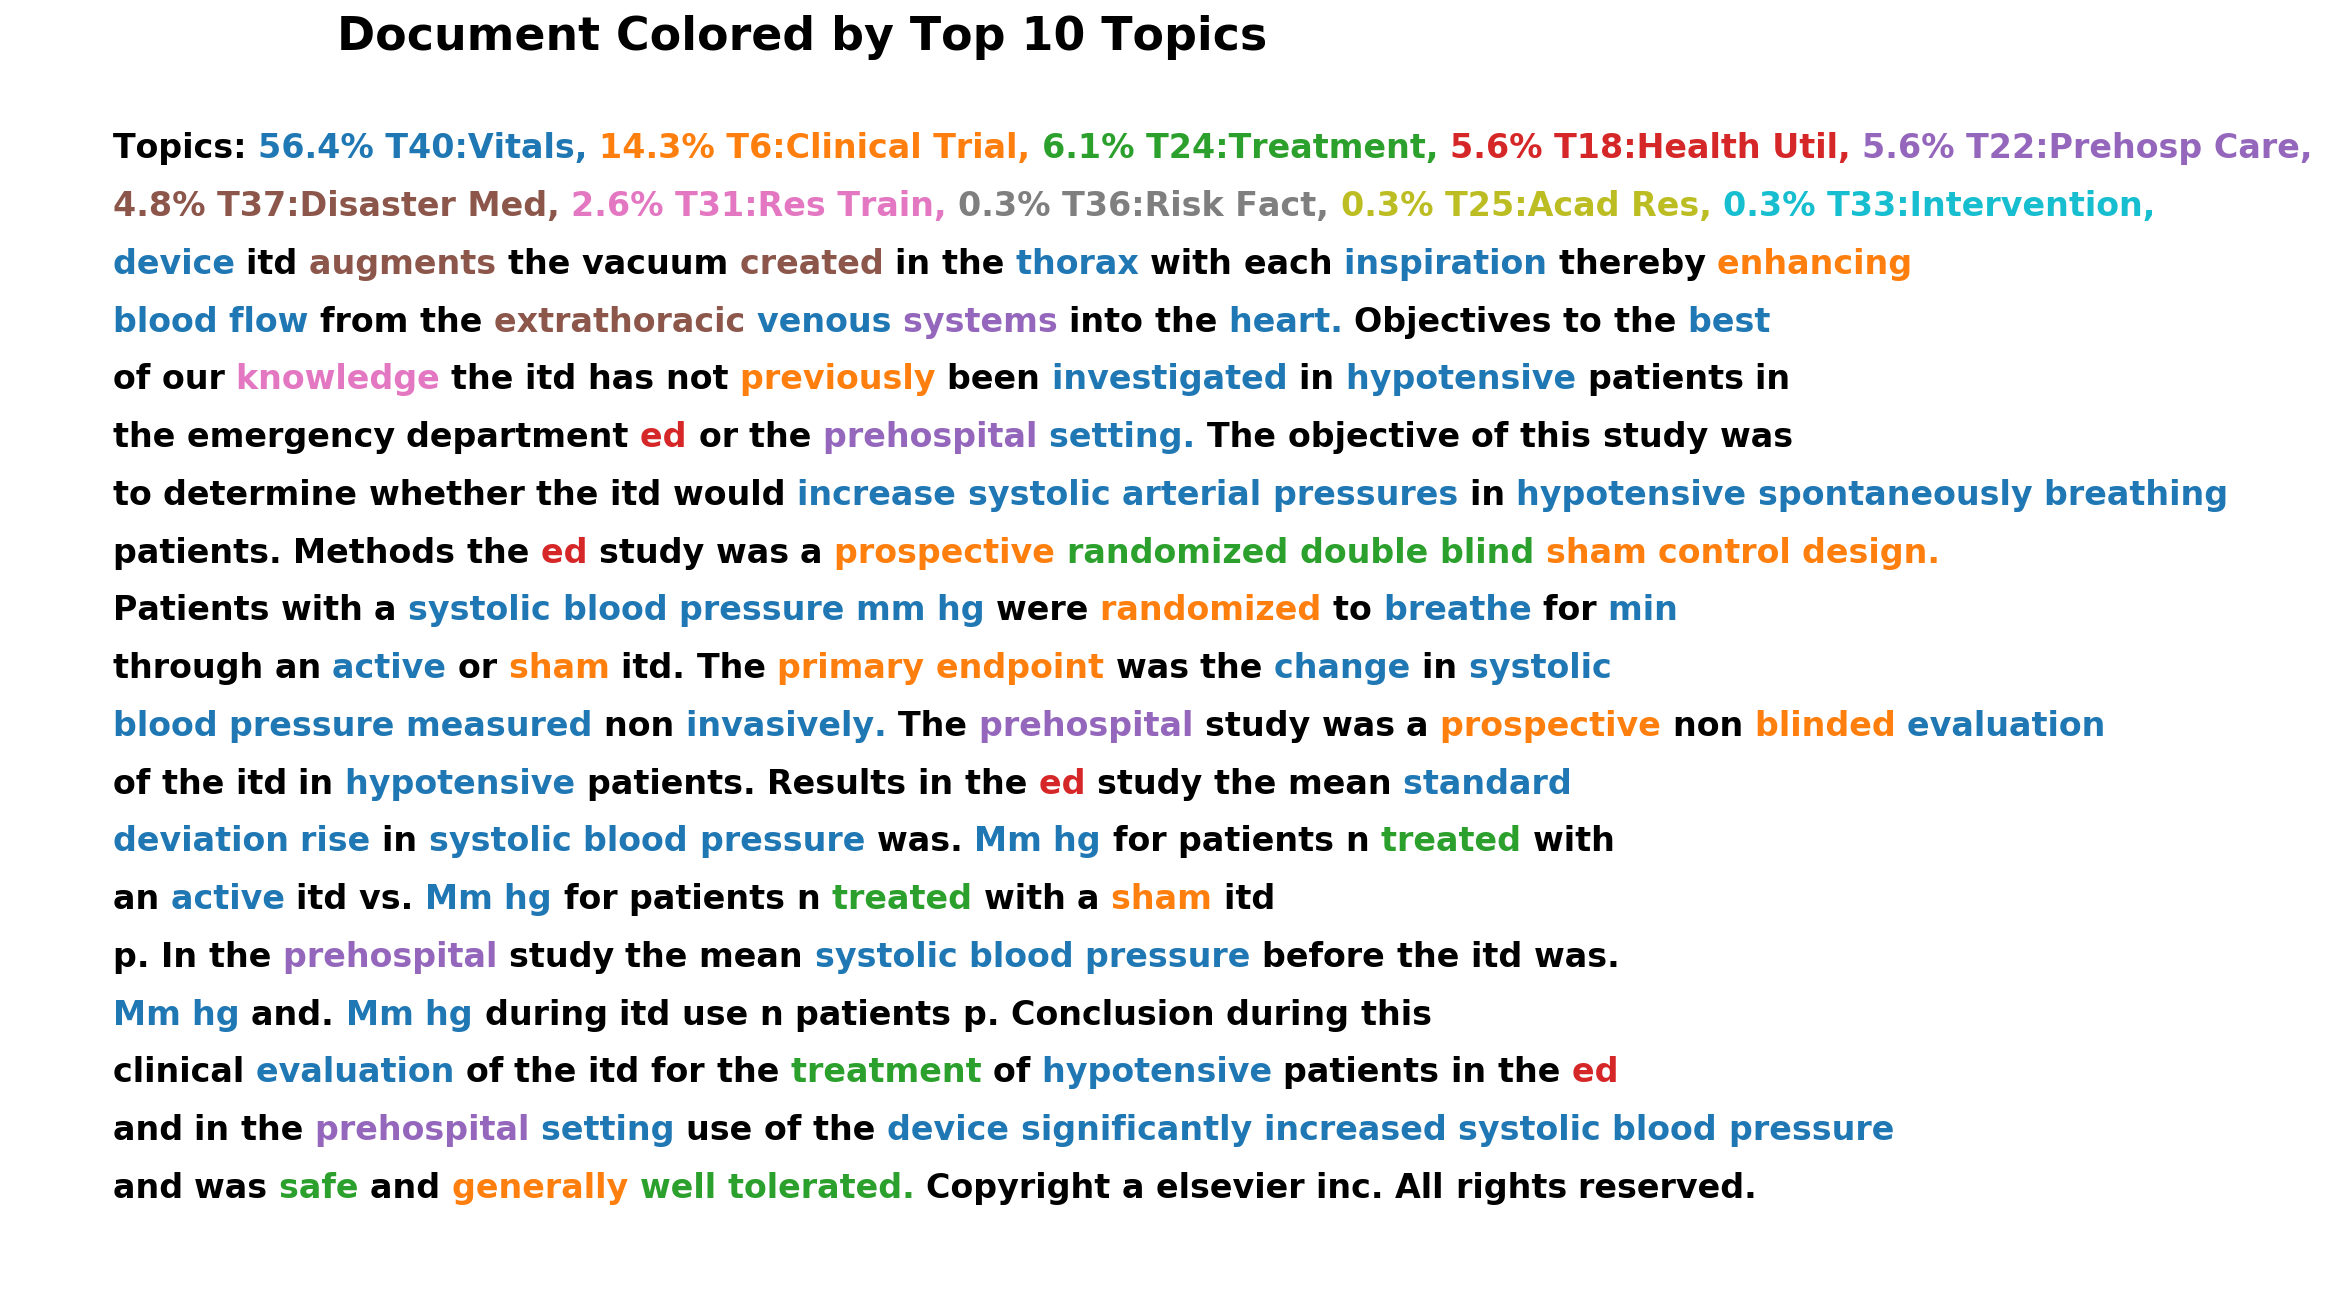 Document Colored by Top 10 Topics
Topics: 56.4% T40:Vitals, 14.3% T6:Clinical Trial, 6.1% T24:Treatment, 5.6% T18:Health Util, 5.6% T22:Prehosp Care,
4.8% T37:Disaster Med, 2.6% T31:Res Train, 0.3% T36:Risk Fact, 0.3% T25:Acad Res, 0.3% T33:Intervention,
device itd augments the vacuum created in the thorax with each inspiration thereby enhancing
blood flow from the extrathoracic venous systems into the heart. Objectives to the best
of our knowledge the itd has not previously been investigated in hypotensive patients in
the emergency department ed or the prehospital setting. The objective of this study was
to determine whether the itd would increase systolic arterial pressures in hypotensive spontaneously breathing
patients. Methods the ed study was a prospective randomized double blind sham control design.
Patients with a systolic blood pressure mm hg were randomized to breathe for min
through an active or sham itd. The primary endpoint was the change in systolic
blood pressure measured non invasively. The prehospital study was a prospective non blinded evaluation
of the itd in hypotensive patients. Results in the ed study the mean standard
deviation rise in systolic blood pressure was. Mm hg for patients n treated with
an active itd vs. Mm hg for patients n treated with a sham itd
p. In the prehospital study the mean systolic blood pressure before the itd was.
Mm hg and. Mm hg during itd use n patients p. Conclusion during this
clinical evaluation of the itd for the treatment of hypotensive patients in the ed
and in the prehospital setting use of the device significantly increased systolic blood pressure
and was safe and generally well tolerated. Copyright a elsevier inc. All rights reserved.